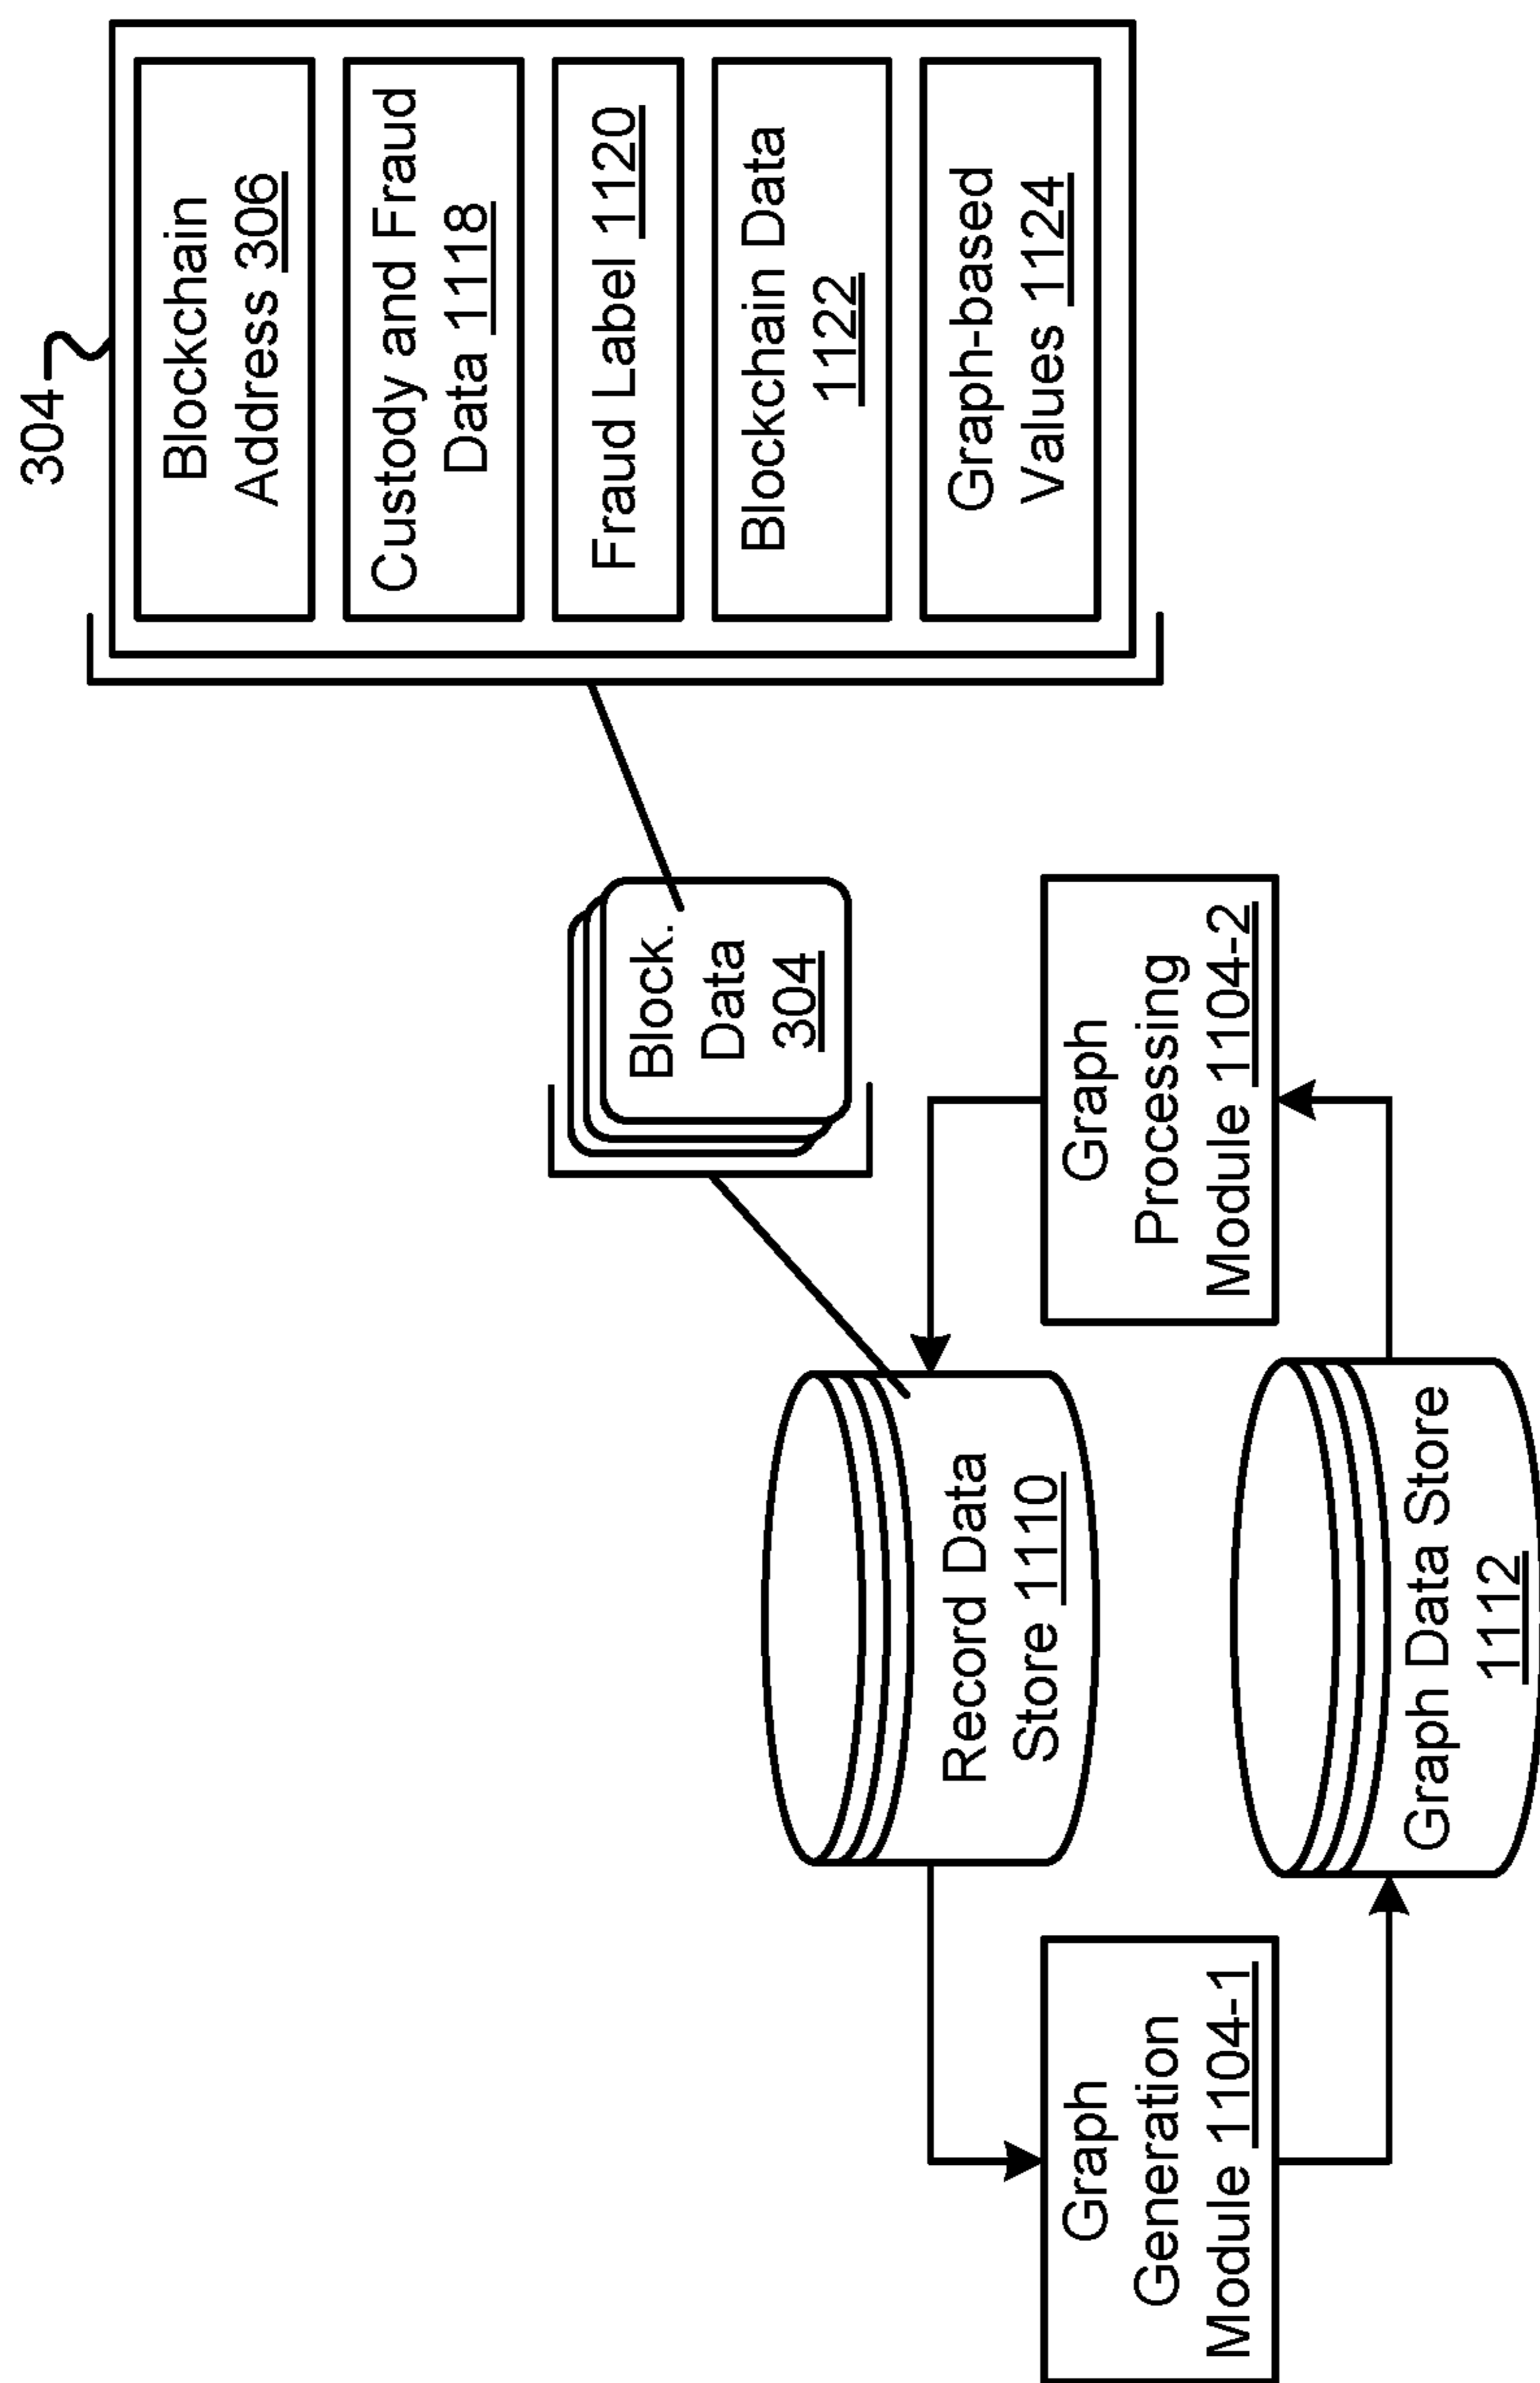 304
Blockchain
Address 306
Custody and Fraud
Data 1118
Fraud Label 1120
Blockchain Data
1122
Graph-based
Values 1124
Block.
Data
304
Record Data
Store 1110
Graph
Generation
Module 1104-1
Graph
Processing
Module 1104-2
Graph Data Store
1112